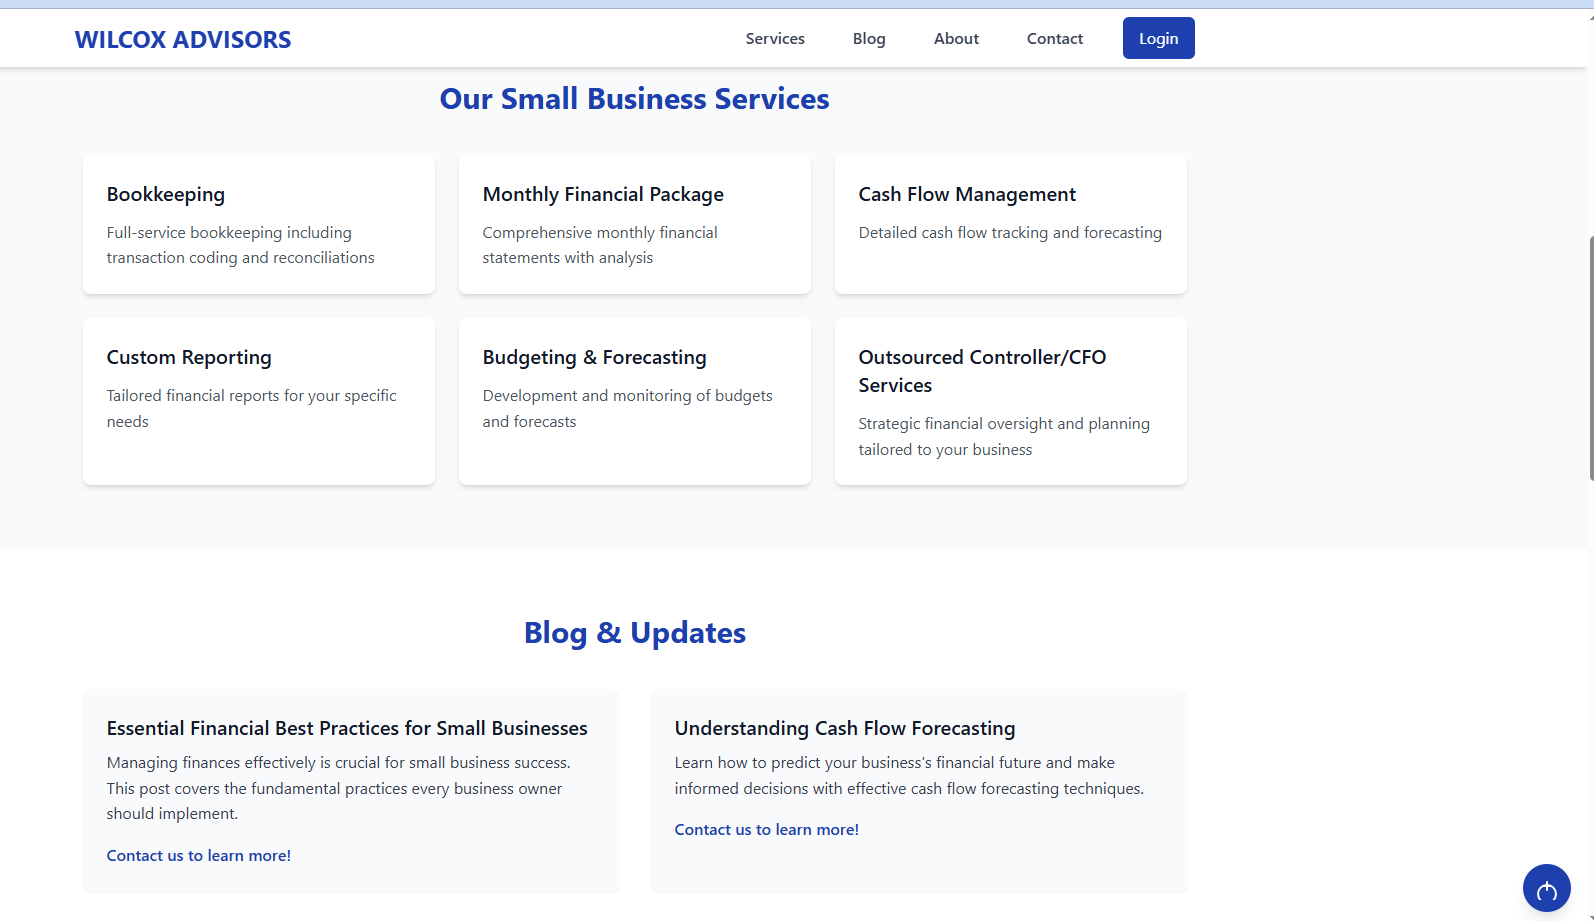 WILCOX ADVISORS
Services
Blog
About
Contact
Login
Our Small Business Services
Bookkeeping
Full-service bookkeeping including
transaction coding and reconciliations
Monthly Financial Package
Comprehensive monthly financial
statements with analysis
Cash Flow Management
Detailed cash flow tracking and forecasting
Custom Reporting
Tailored financial reports for your specific
needs
Budgeting & Forecasting
Development and monitoring of budgets
and forecasts
Outsourced Controller/CFO
Services
Strategic financial oversight and planning
tailored to your business
Blog & Updates
Essential Financial Best Practices for Small Businesses
Managing finances effectively is crucial for small business success.
This post covers the fundamental practices every business owner
should implement.
Contact us to learn more!
Understanding Cash Flow Forecasting
Learn how to predict your business's financial future and make
informed decisions with effective cash flow forecasting techniques.
Contact us to learn more!